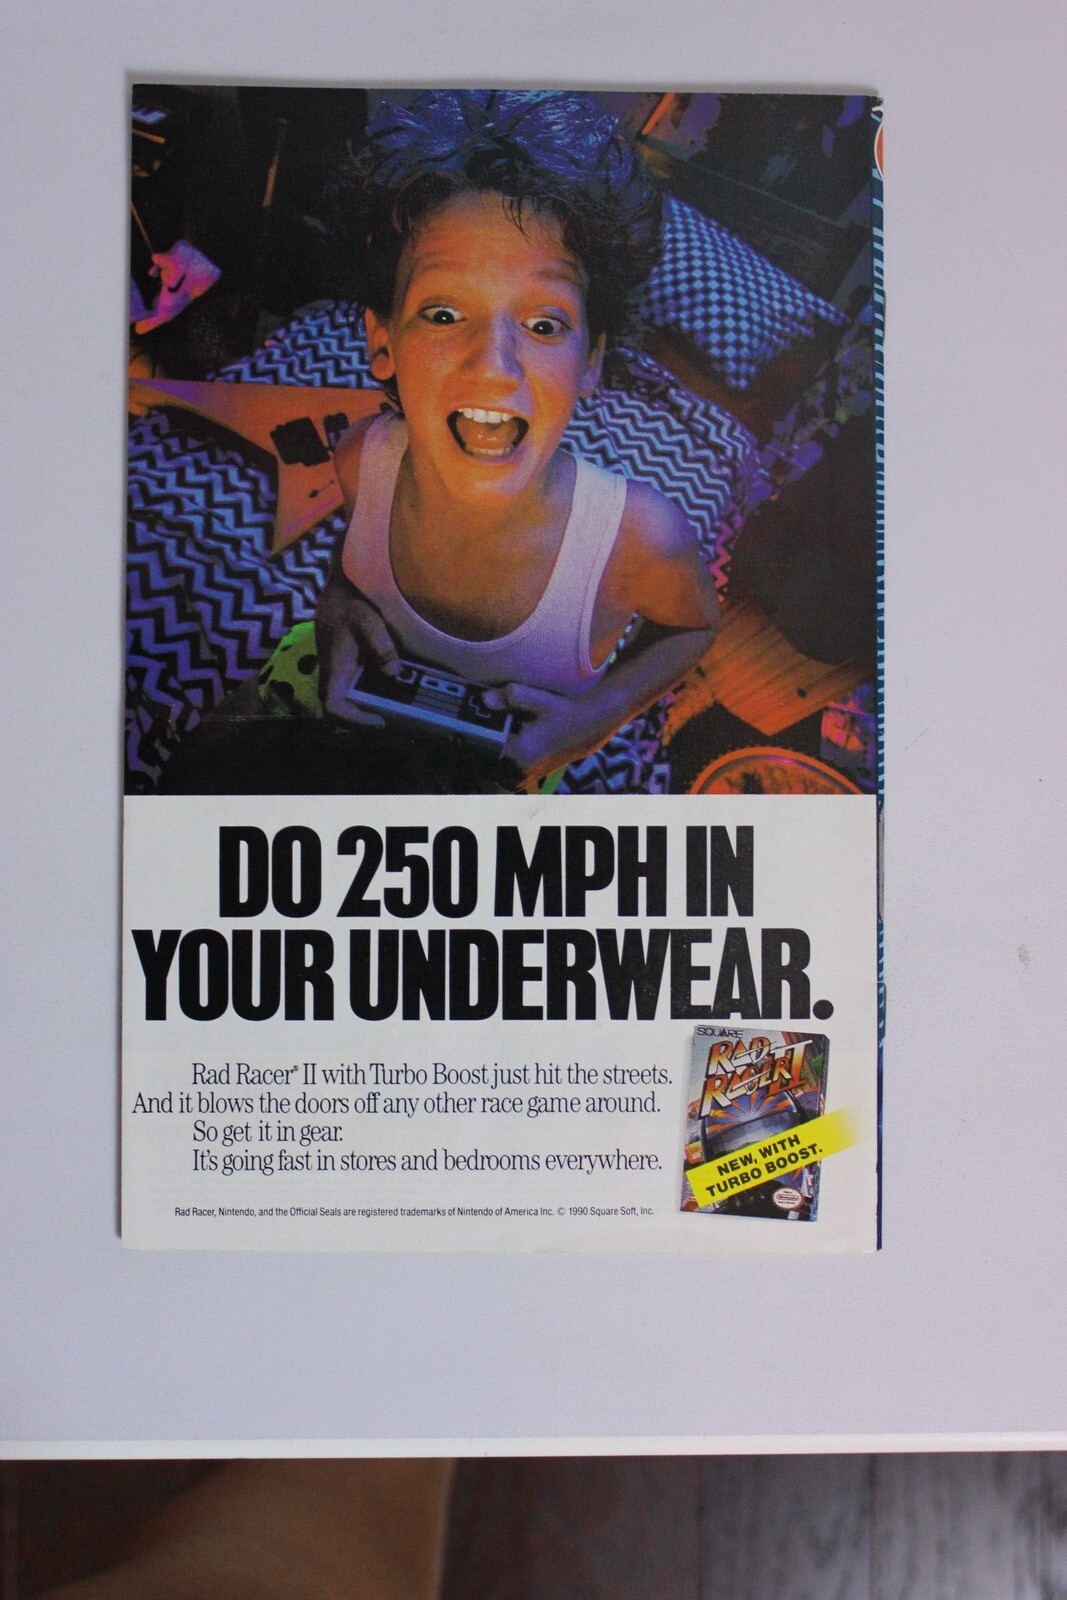 DO 250 MPH IN
YOUR UNDERWEAR.
Rad Racer® II with Turbo Boost just hit the streets.
And it blows the doors off any other race game around.
So get it in gear.
It's going fast in stores and bedrooms everywhere.
Rad Racer, Nintendo, and the Official Seals are registered trademarks of Nintendo of America Inc. © 1990 Square Soft, Inc.
SQUARE
RAD
RACER II
NEW, WITH
TURBO BOOST.